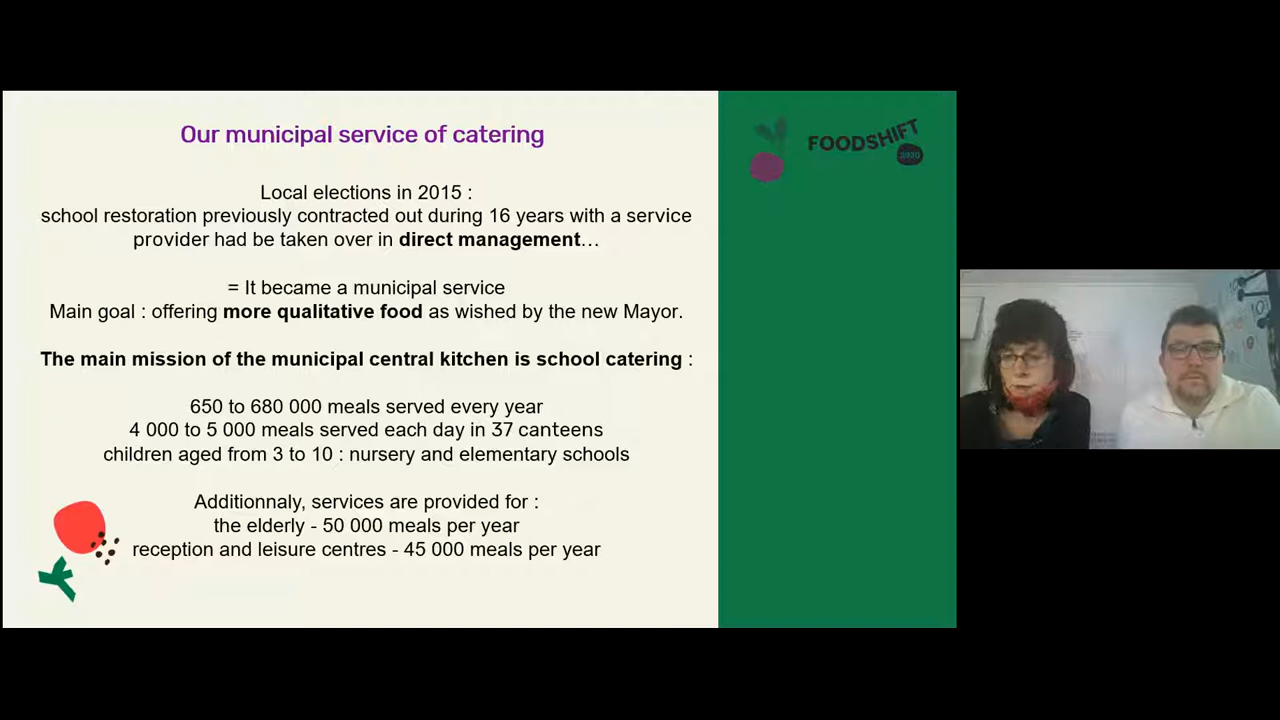 Our municipal service of catering
FOODSHIFT
2030
Local elections in 2015 :
school restoration previously contracted out during 16 years with a service
provider had be taken over in direct management…
= It became a municipal service
Main goal : offering more qualitative food as wished by the new Mayor.
The main mission of the municipal central kitchen is school catering :
650 to 680 000 meals served every year
4 000 to 5 000 meals served each day in 37 canteens
children aged from 3 to 10 : nursery and elementary schools
Additionnaly, services are provided for :
the elderly - 50 000 meals per year
reception and leisure centres - 45 000 meals per year